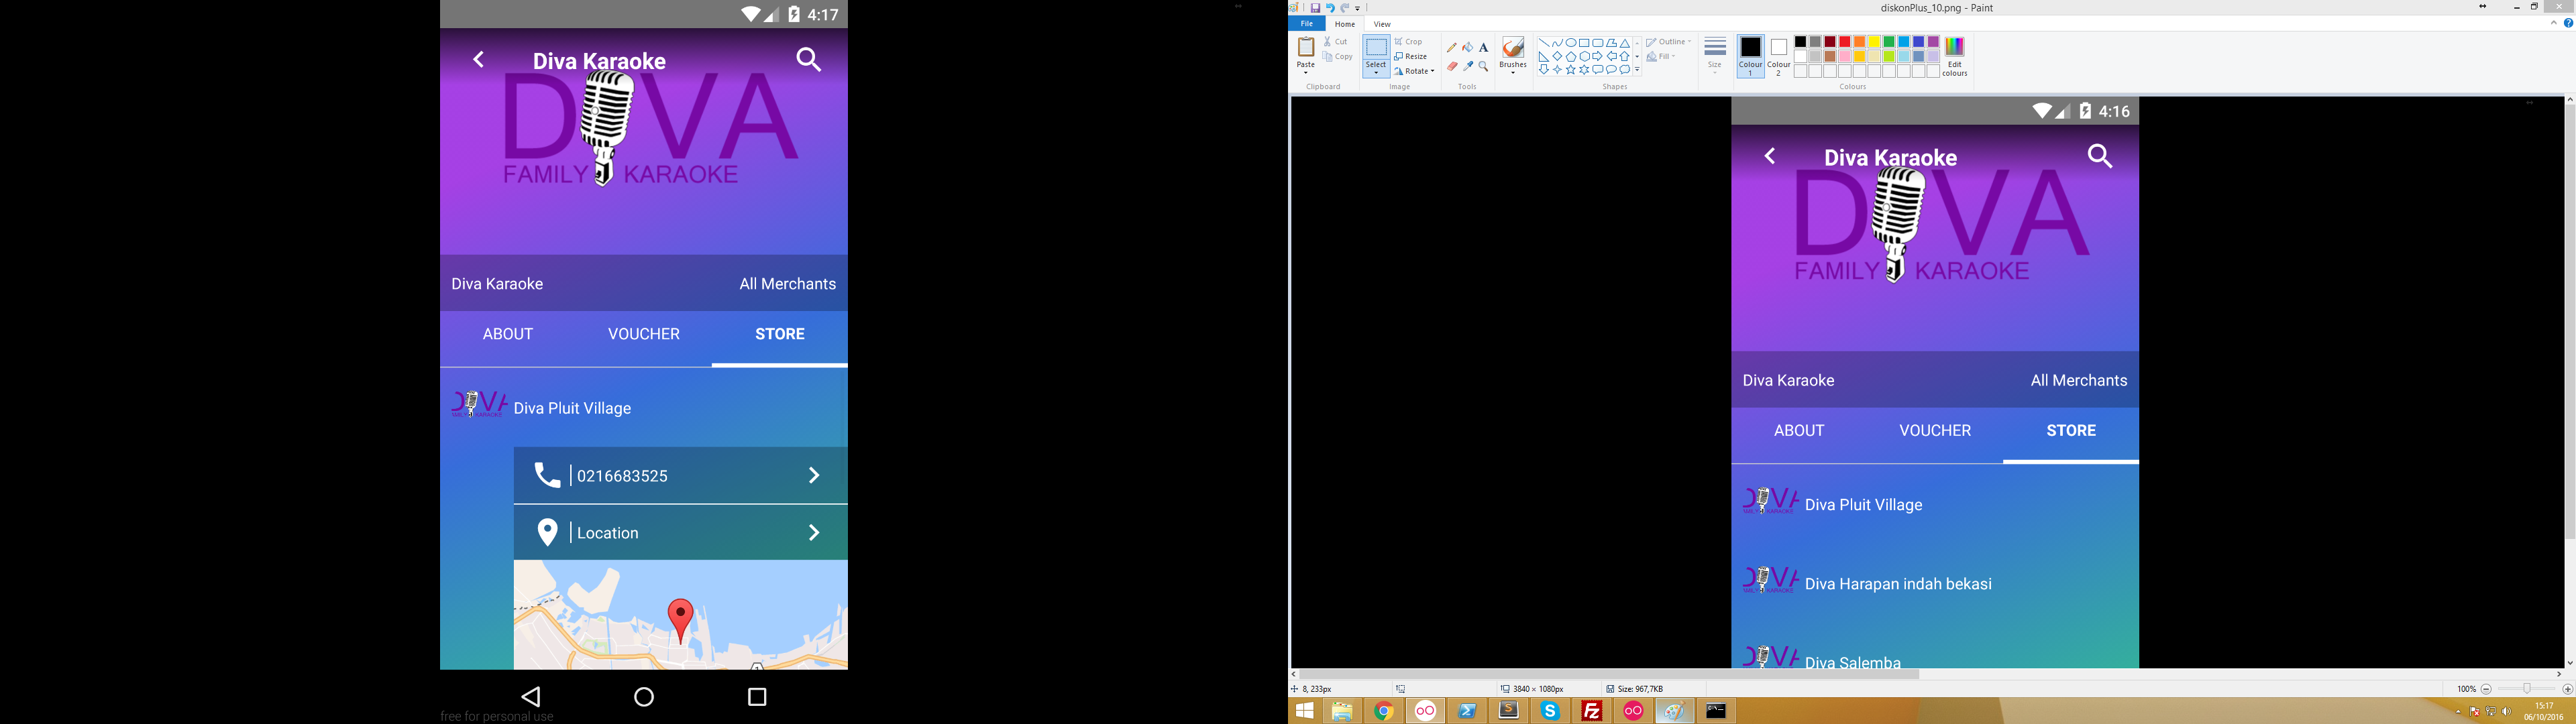 4:17
Diva Karaoke
DIVA
FAMILY KARAOKE
Diva Karaoke
All Merchants
ABOUT
VOUCHER
STORE
Diva Pluit Village
0216683525
Location
free for personal use
diskonPlus_10.png - Paint
File
Home
View
Paste
Cut
Copy
Clipboard
Select
Crop
Resize
Rotate
Image
Tools
Brushes
Shapes
Outline
Fill
Size
Colour 1
Colour 2
Edit colours
Colours
4:16
Diva Karaoke
DIVA
FAMILY KARAOKE
Diva Karaoke
All Merchants
ABOUT
VOUCHER
STORE
Diva Pluit Village
Diva Harapan indah bekasi
Diva Salemba
8, 233px
3840 × 1080px
Size: 967,7KB
100%
15:17
06/10/2016